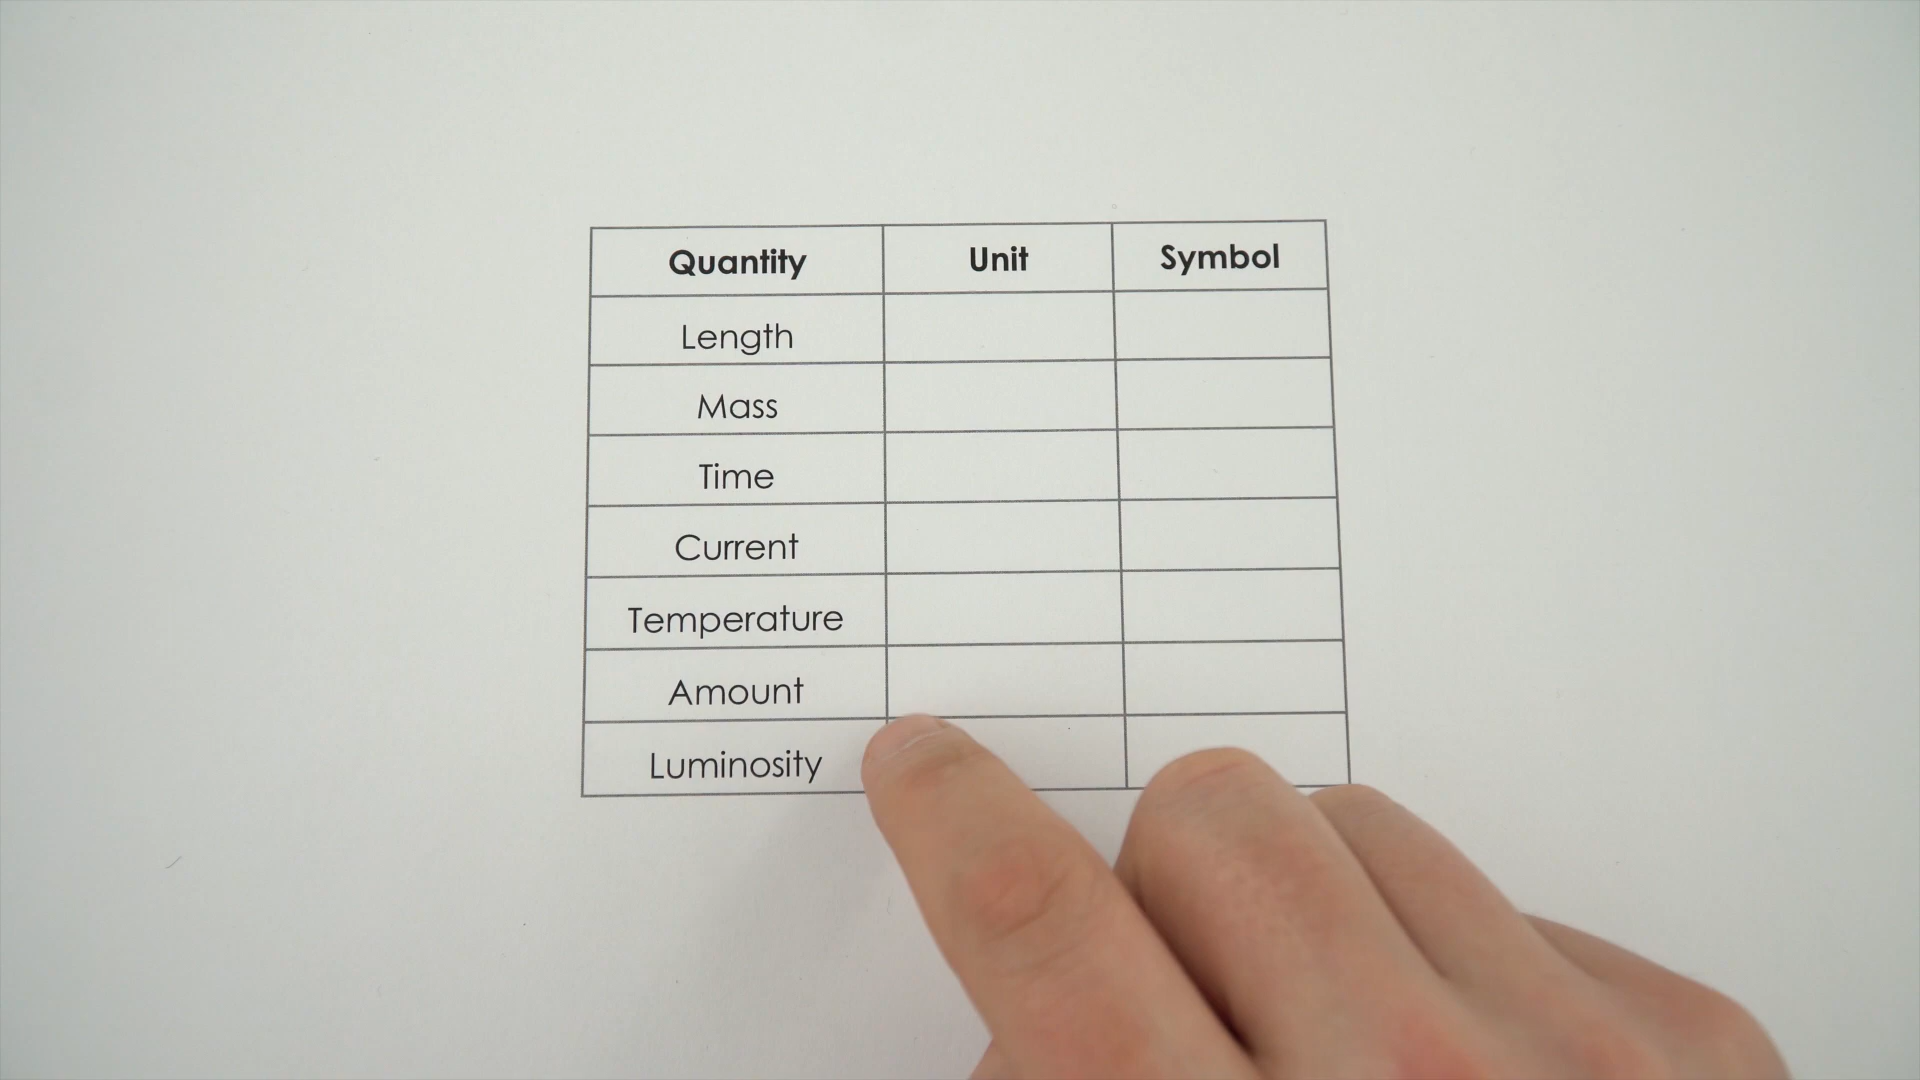 Quantity Unit Symbol
Length
Mass
Time
Current
Temperature
Amount
Luminosity